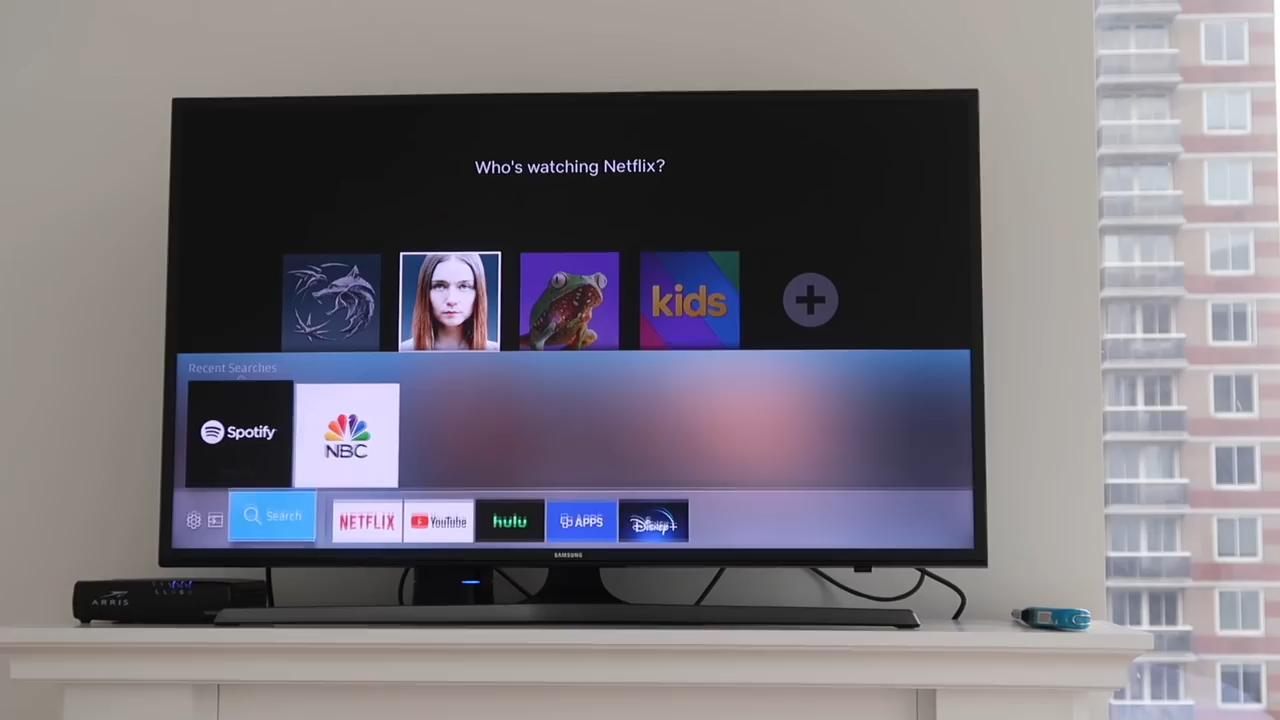 Who's watching Netflix?
kids
Recent Searches
Spotify
NBC
Search
NETFLIX
YouTube
hulu
APPS
Disney+
SAMSUNG
ARRIS